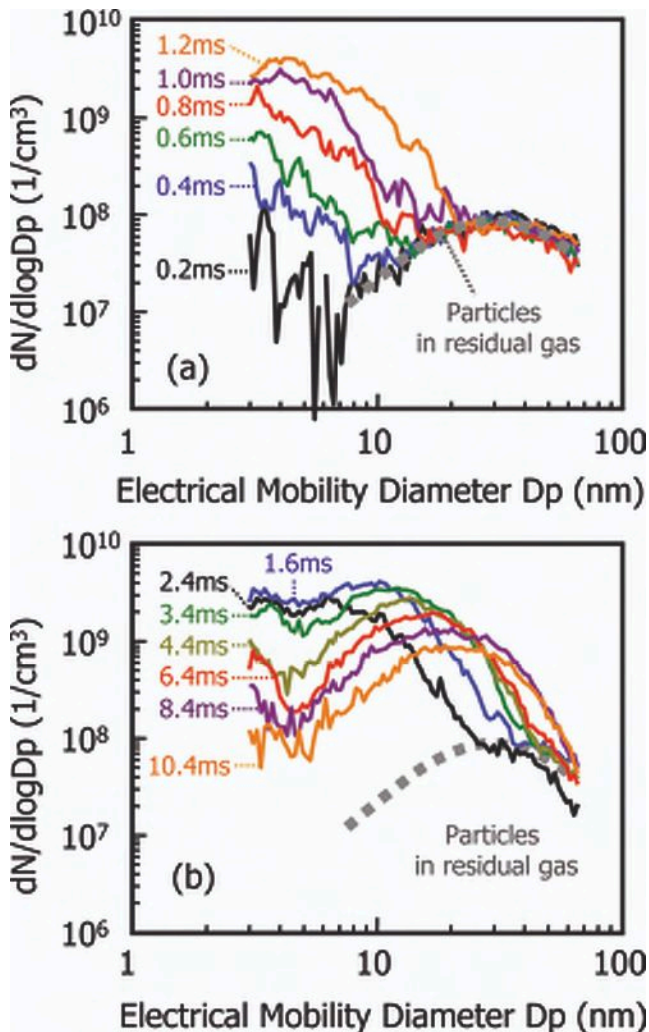 10¹⁰
1.2ms
1.0ms
10⁹
0.8ms
0.6ms
dN/dlogDp (1/cm³)
10⁸
0.4ms
0.2ms
Particles
in residual gas
10⁷
(a)
10⁶
1
10
100
Electrical Mobility Diameter Dp (nm)
10¹⁰
1.6ms
2.4ms
3.4ms
10⁹
4.4ms
6.4ms
dN/dlogDp (1/cm³)
8.4ms
10⁸
10.4ms
Particles
in residual gas
10⁷
(b)
10⁶
1
10
100
Electrical Mobility Diameter Dp (nm)